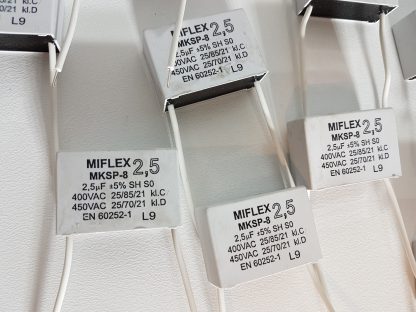 5/21 kl.C
0/21 kl.D
L9
MIFLEX 2,5
MKSP-8
2,5µF ±5% SH S0
400VAC 25/85/21 kl.C
450VAC 25/70/21 kl.D
EN 60252-1 L9
MIFLEX 2,5
MKSP-8
2,5µF ±5% SH S0
400VAC 25/85/21 kl.C
450VAC 25/70/21 kl.D
EN 60252-1 L9
MIFLEX 2,5
MKSP-8
2,5µF ±5% SH S0
400VAC 25/85/21 kl.C
450VAC 25/70/21 kl.D
EN 60252-1 L9
MIFLEX 2,5
MKSP-8
2,5µF ±5% SH S0
400VAC 25/85/21 kl.C
450VAC 25/70/21 kl.D
EN 60252-1 L9